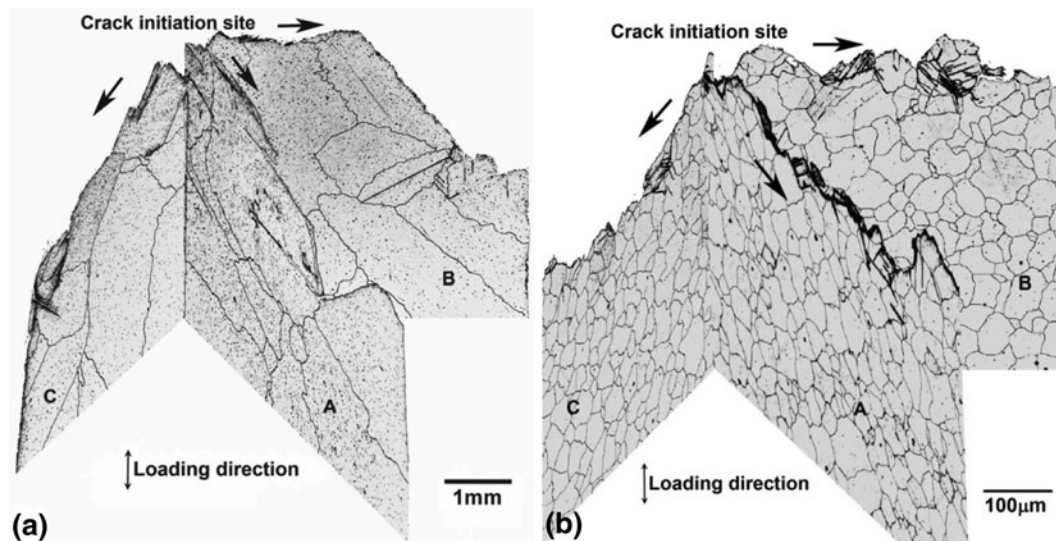 Crack initiation site
B
C
A
Loading direction
1mm
(a)
(b)
Crack initiation site
B
C
A
Loading direction
100μm